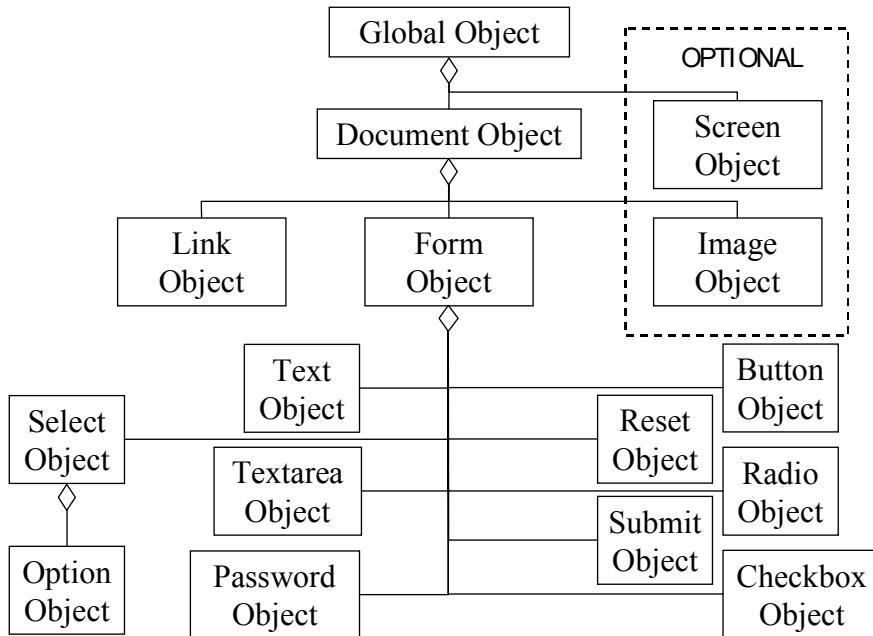 Global Object
OPTIONAL
Document Object
Screen
Object
Link
Object
Form
Object
Image
Object
Text
Object
Button
Object
Select
Object
Reset
Object
Textarea
Object
Radio
Object
Submit
Object
Option
Object
Password
Object
Checkbox
Object